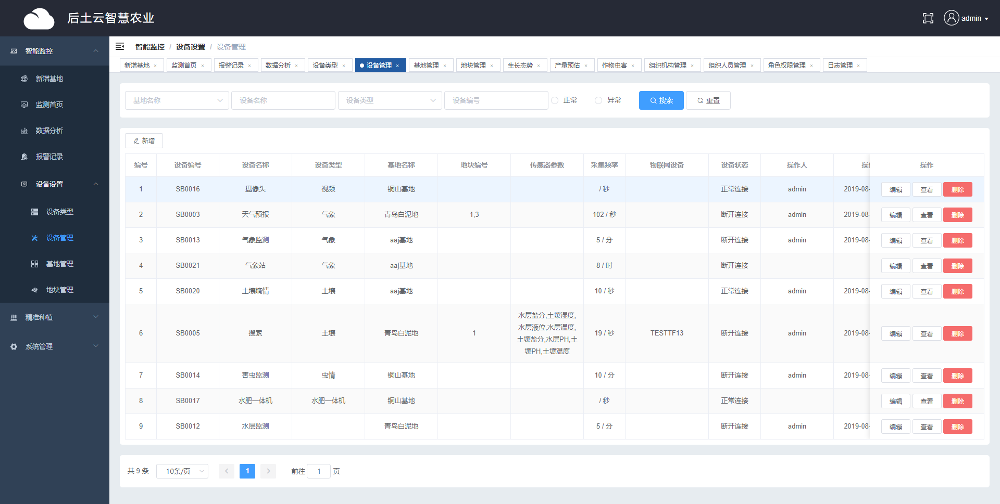 后土云智慧农业
admin
智能监控
新增基地
监测首页
数据分析
报警记录
设备设置
设备类型
设备管理
基地管理
地块管理
精准种植
系统管理
智能监控 / 设备设置 / 设备管理
新增基地 × 监测首页 × 报警记录 × 数据分析 × 设备类型 × 设备管理 × 基地管理 × 地块管理 × 生长态势 × 产量预估 × 作物虫害 × 组织机构管理 × 组织人员管理 × 角色权限管理 × 日志管理 ×
基地名称 设备名称 设备类型 设备编号 正常 异常 搜索 重置
新增
编号 设备编号 设备名称 设备类型 基地名称 地块编号 传感器参数 采集频率 物联网设备 设备状态 操作人 操作
1 SB0016 摄像头 视频 铜山基地 / 秒 正常连接 admin 2019-08- 编辑 查看 删除
2 SB0003 天气预报 气象 青岛白泥地 1,3 102 / 秒 断开连接 admin 2019-08- 编辑 查看 删除
3 SB0013 气象监测 气象 aaj基地 5 / 分 断开连接 admin 2019-08- 编辑 查看 删除
4 SB0021 气象站 气象 aaj基地 8 / 时 断开连接 编辑 查看 删除
5 SB0020 土壤墒情 土壤 aaj基地 10 / 秒 正常连接 admin 2019-08- 编辑 查看 删除
6 SB0005 搜索 土壤 青岛白泥地 1 水层盐分,土壤湿度,
水层液位,水层温度,
土壤盐分,水层PH,土
壤PH,土壤温度 19 / 秒 TESTTF13 断开连接 admin 2019-08- 编辑 查看 删除
7 SB0014 害虫监测 虫情 铜山基地 10 / 分 断开连接 admin 2019-08- 编辑 查看 删除
8 SB0017 水肥一体机 水肥一体机 铜山基地 / 秒 正常连接 编辑 查看 删除
9 SB0012 水层监测 青岛白泥地 5 / 分 断开连接 admin 2019-08- 编辑 查看 删除
共 9 条 10条/页 1 前往 1 页